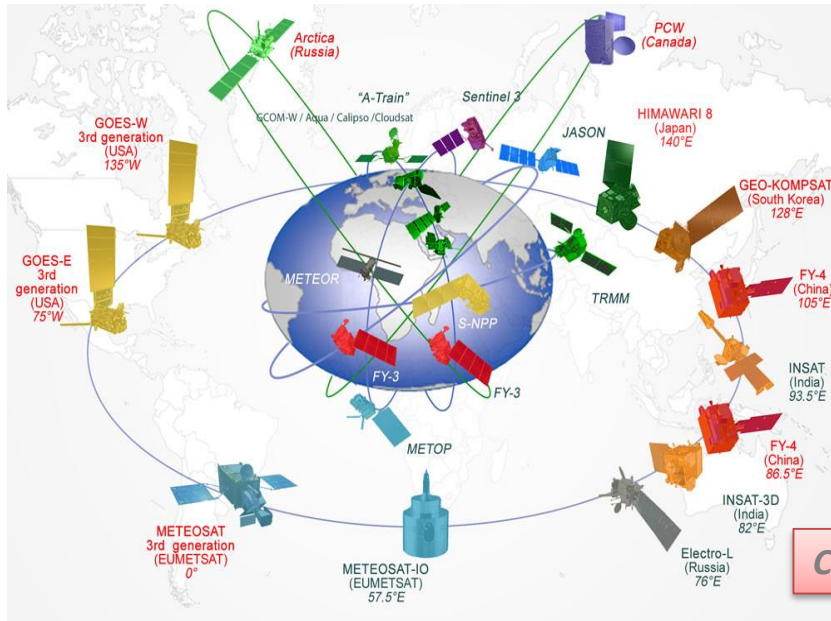 Arctica
(Russia)
PCW
(Canada)
"A-Train"
GCOM-W / Aqua / Calipso /Cloudsat
Sentinel 3
JASON
HIMAWARI 8
(Japan)
140°E
GOES-W
3rd generation
(USA)
135°W
GEO-KOMPSAT
(South Korea)
128°E
GOES-E
3rd
generation
(USA)
75°W
METEOR
TRMM
FY-4
(China)
105°E
S-NPP
INSAT
(India)
93.5°E
FY-3
FY-3
METOP
FY-4
(China)
86.5°E
INSAT-3D
(India)
82°E
METEOSAT
3rd generation
(EUMETSAT)
0°
METEOSAT-IO
(EUMETSAT)
57.5°E
Electro-L
(Russia)
76°E
C